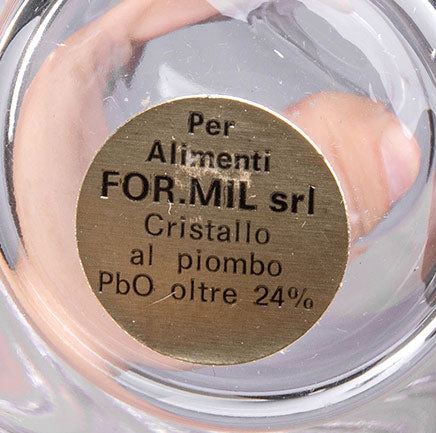 Per
Alimenti
FOR.MIL srl
Cristallo
al piombo
PbO oltre 24%